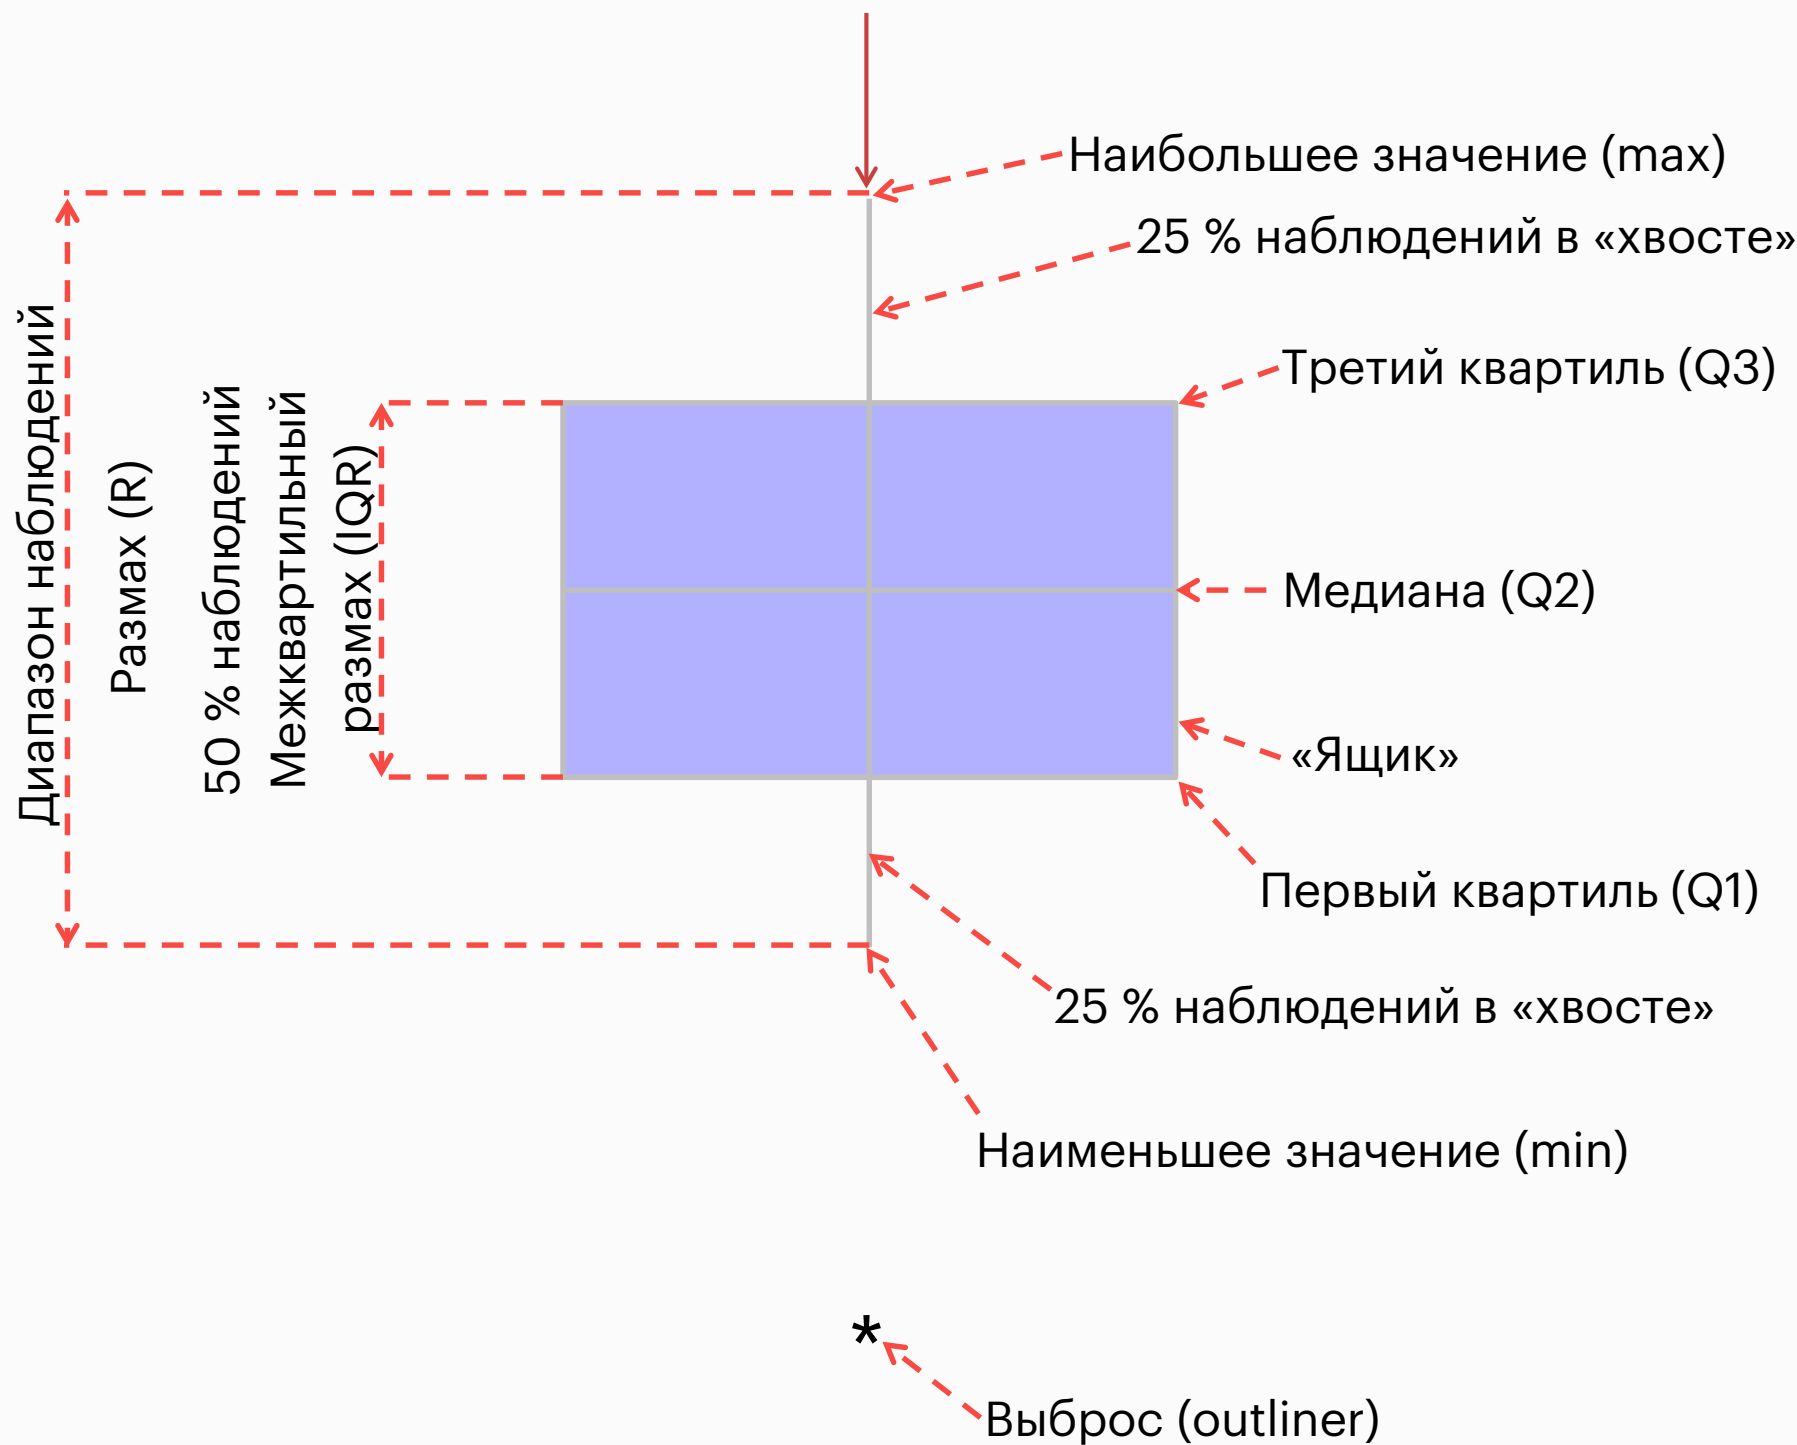 Наибольшее значение (max)
25 % наблюдений в «хвосте»
Третий квартиль (Q3)
Диапазон наблюдений
Размах (R)
50 % наблюдений
Межквартильный
размах (IQR)
Медиана (Q2)
«Ящик»
Первый квартиль (Q1)
25 % наблюдений в «хвосте»
Наименьшее значение (min)
*
Выброс (outliner)